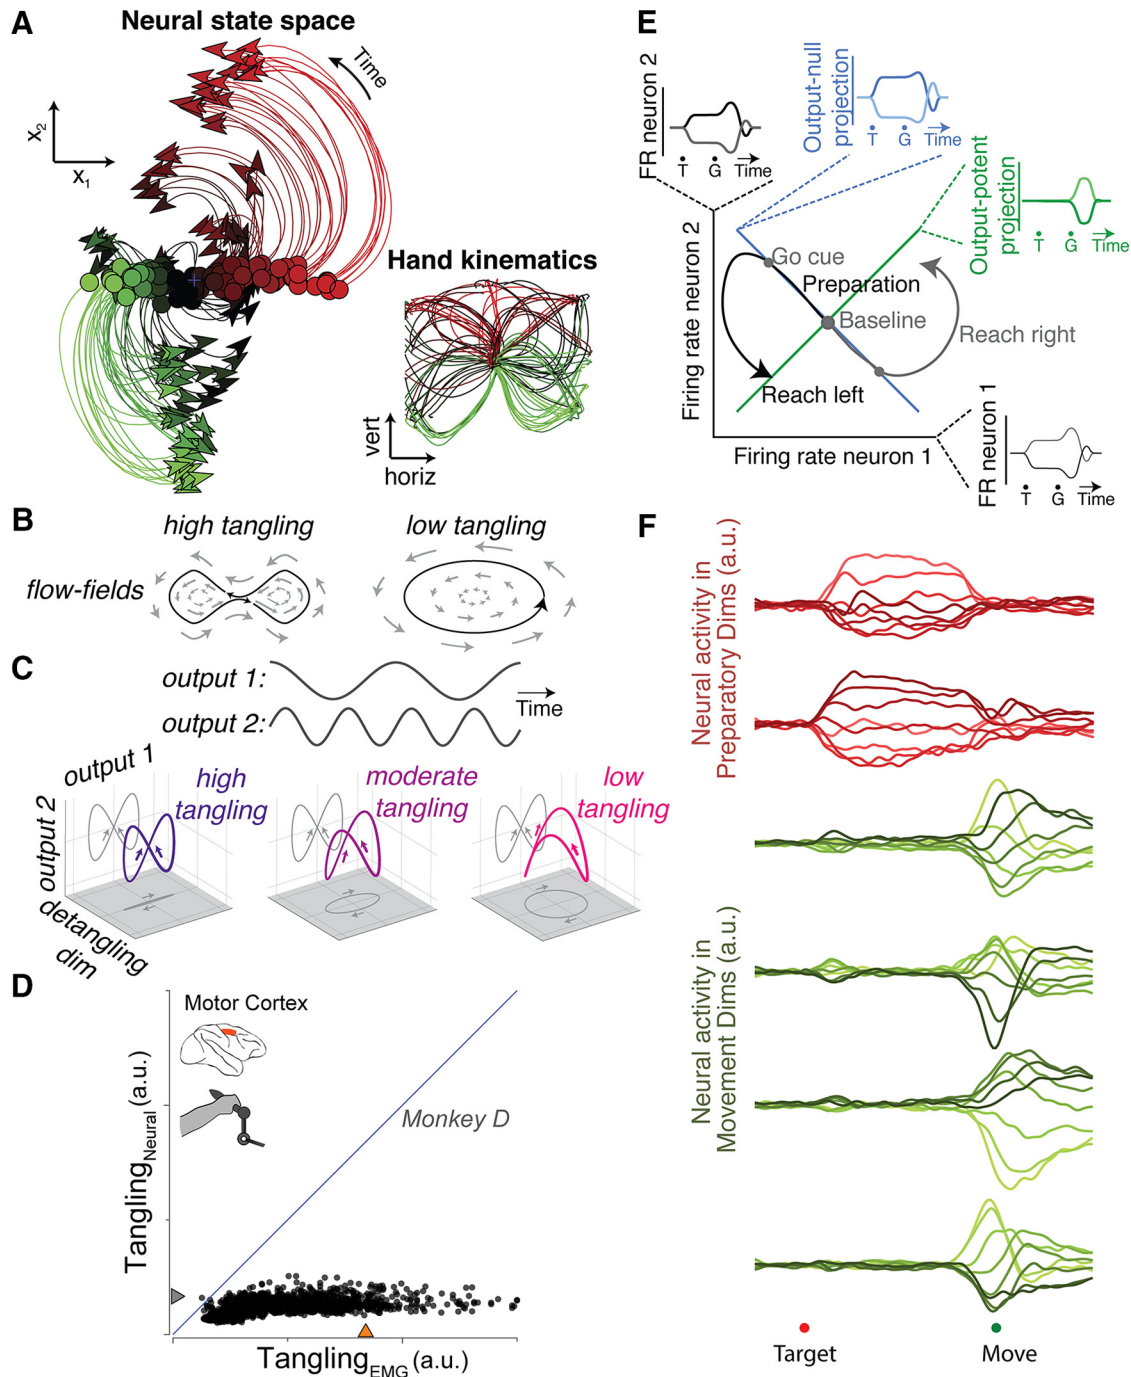 A
Neural state space
Time
x2
x1
Hand kinematics
vert
horiz
B
high tangling
low tangling
flow-fields
C
output 1:
output 2:
Time
output 1
output 2
detangling
dim
high
tangling
moderate
tangling
low
tangling
D
Motor Cortex
Monkey D
TanglingNeural (a.u.)
TanglingEMG (a.u.)
E
FR neuron 2
T G Time
Output-null
projection
T G Time
Output-potent
projection
T G Time
Firing rate neuron 2
Go cue
Preparation
Baseline
Reach right
Reach left
Firing rate neuron 1
FR neuron 1
T G Time
F
Neural activity in
Preparatory Dims (a.u.)
Neural activity in
Movement Dims (a.u.)
Target
Move